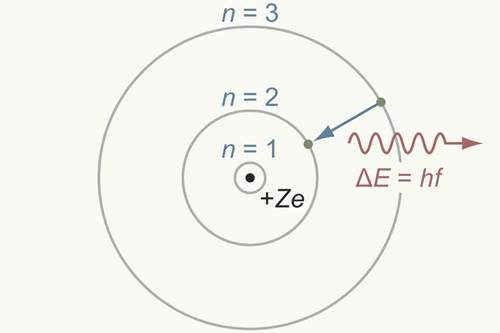 n = 3
n = 2
n = 1
+Ze
ΔE = hf